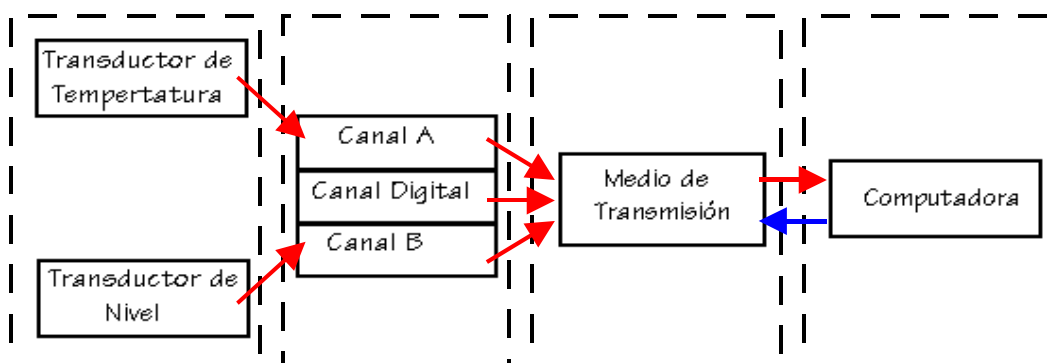 Transductor de
Tempertatura
Canal A
Canal Digital
Canal B
Transductor de
Nivel
Medio de
Transmisión
Computadora